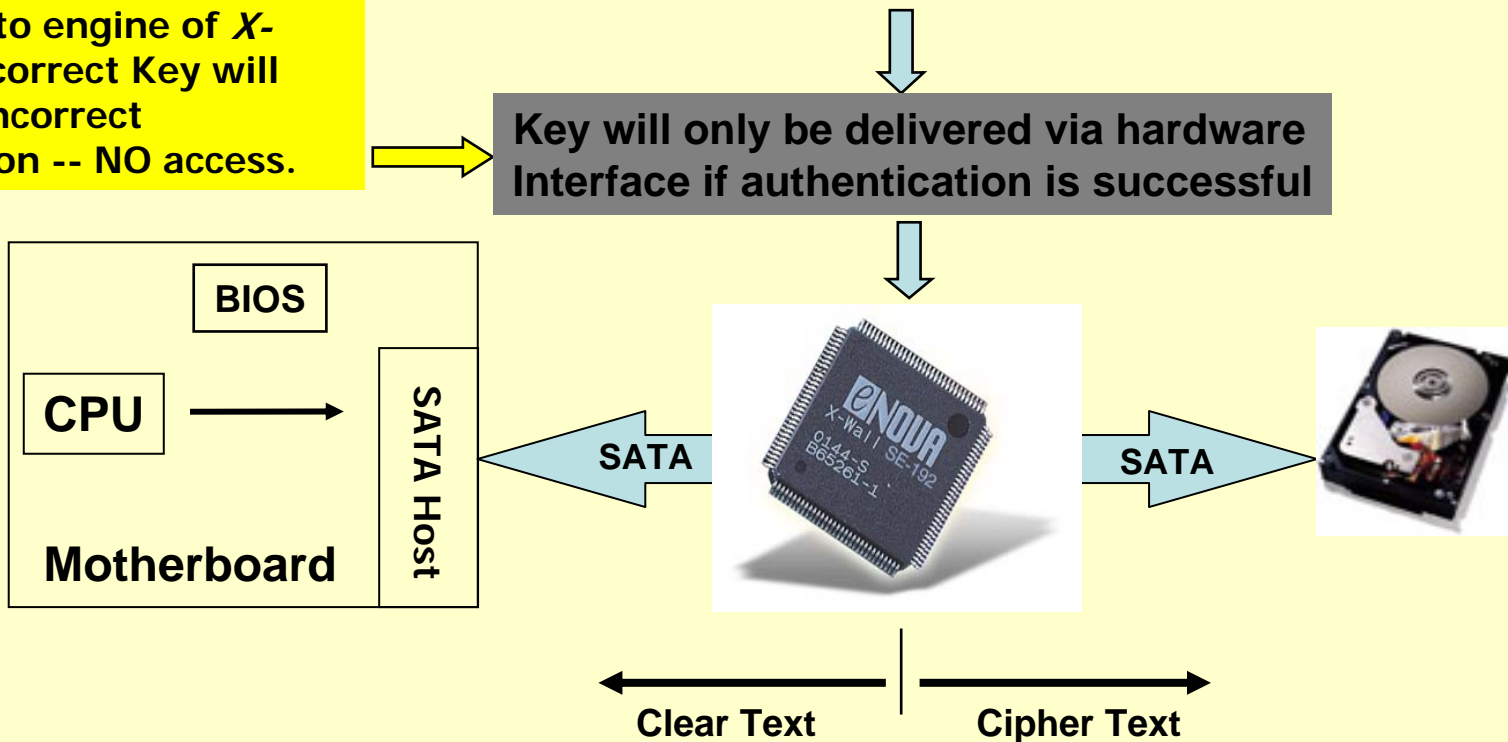 to engine of X-
correct Key will
ncorrect
on -- NO access.
Key will only be delivered via hardware
Interface if authentication is successful
BIOS
CPU
SATA Host
Motherboard
SATA
eNOVA
X-Wall SE-192
0144-S
B65261-1
SATA
Clear Text
Cipher Text